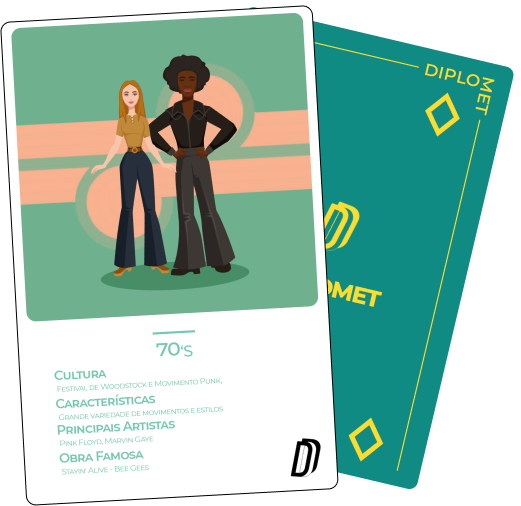 70'S
CULTURA
FESTIVAL DE WOODSTOCK E MOVIMENTO PUNK,
CARACTERÍSTICAS
GRANDE VARIEDADE DE MOVIMENTOS E ESTILOS
PRINCIPAIS ARTISTAS
PINK FLOYD, MARVIN GAYE
OBRA FAMOSA
STAYIN' ALIVE - BEE GEES
DIPLOMET
OMET